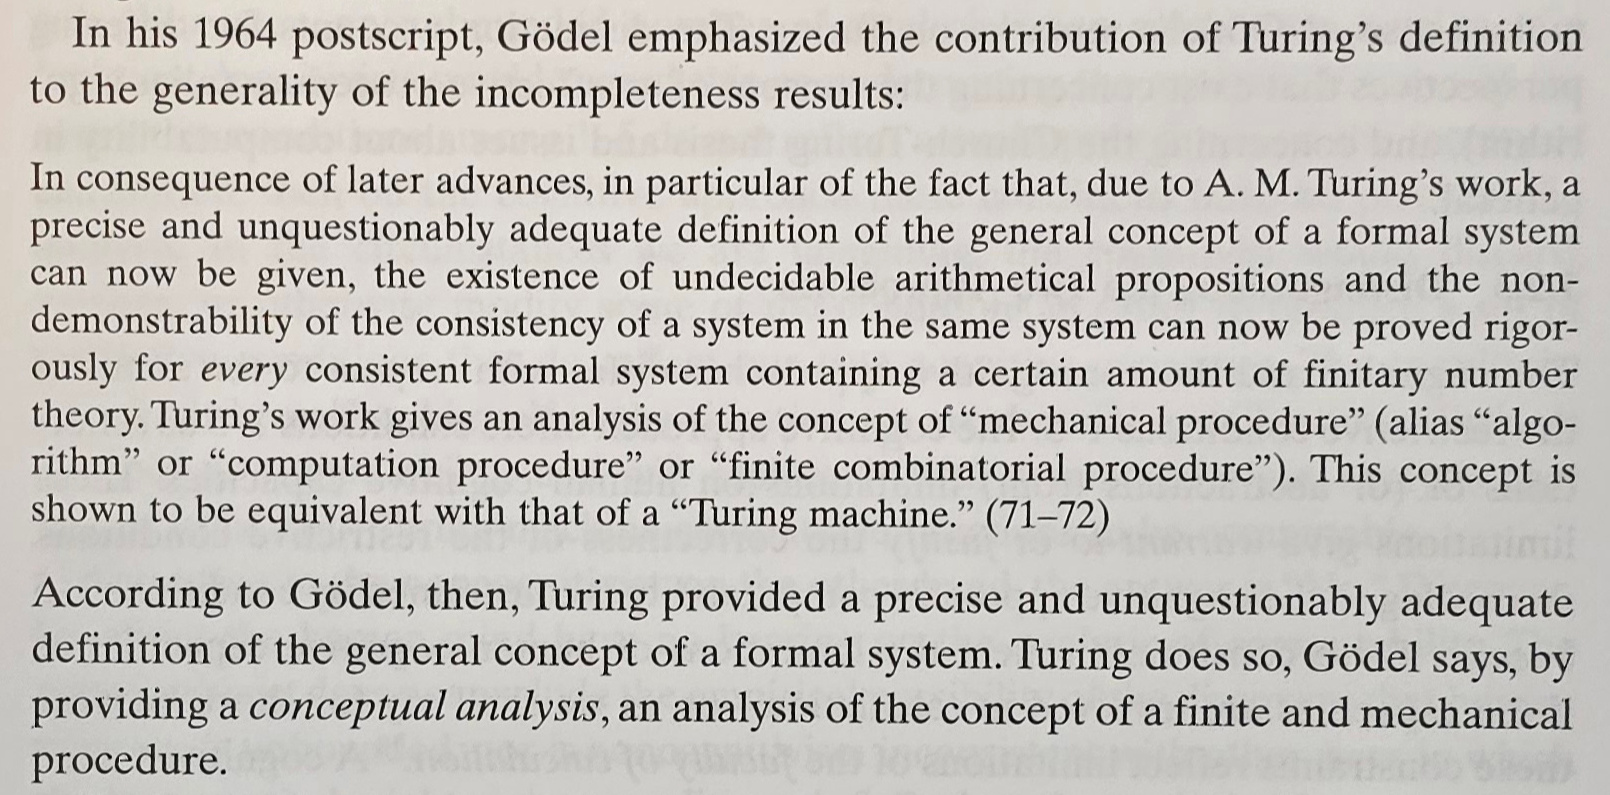 In his 1964 postscript, Gödel emphasized the contribution of Turing’s definition
to the generality of the incompleteness results:
In consequence of later advances, in particular of the fact that, due to A. M. Turing’s work, a
precise and unquestionably adequate definition of the general concept of a formal system
can now be given, the existence of undecidable arithmetical propositions and the non-
demonstrability of the consistency of a system in the same system can now be proved rigor-
ously for every consistent formal system containing a certain amount of finitary number
theory. Turing’s work gives an analysis of the concept of “mechanical procedure” (alias “algo-
rithm” or “computation procedure” or “finite combinatorial procedure”). This concept is
shown to be equivalent with that of a “Turing machine.” (71–72)
According to Gödel, then, Turing provided a precise and unquestionably adequate
definition of the general concept of a formal system. Turing does so, Gödel says, by
providing a conceptual analysis, an analysis of the concept of a finite and mechanical
procedure.